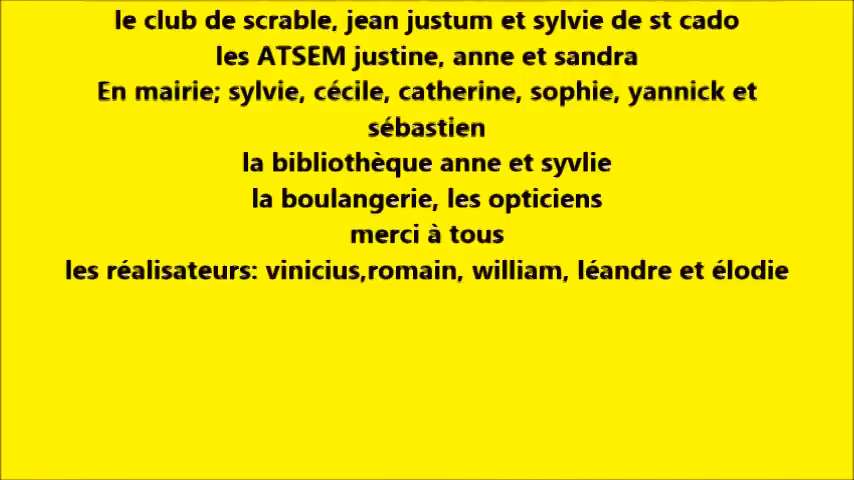 le club de scrable, jean justum et sylvie de st cado
les ATSEM justine, anne et sandra
En mairie; sylvie, cécile, catherine, sophie, yannick et
sébastien
la bibliothèque anne et syvlie
la boulangerie, les opticiens
merci à tous
les réalisateurs: vinicius,romain, william, léandre et élodie